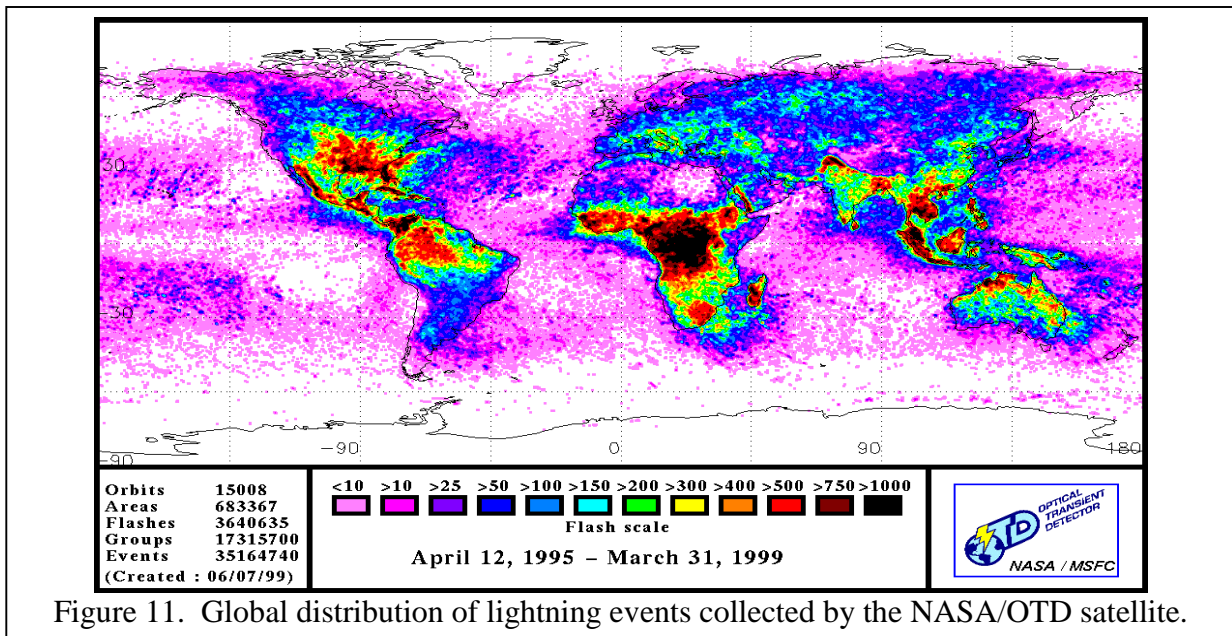 30
-30
-90
-90 0 90 180
Orbits 15008
Areas 683367
Flashes 3640635
Groups 17315700
Events 35164740
(Created : 06/07/99)
<10 >10 >25 >50 >100 >150 >200 >300 >400 >500 >750 >1000
Flash scale
April 12, 1995 – March 31, 1999
OTD
OPTICAL
TRANSIENT
DETECTOR
NASA / MSFC
Figure 11.  Global distribution of lightning events collected by the NASA/OTD satellite.